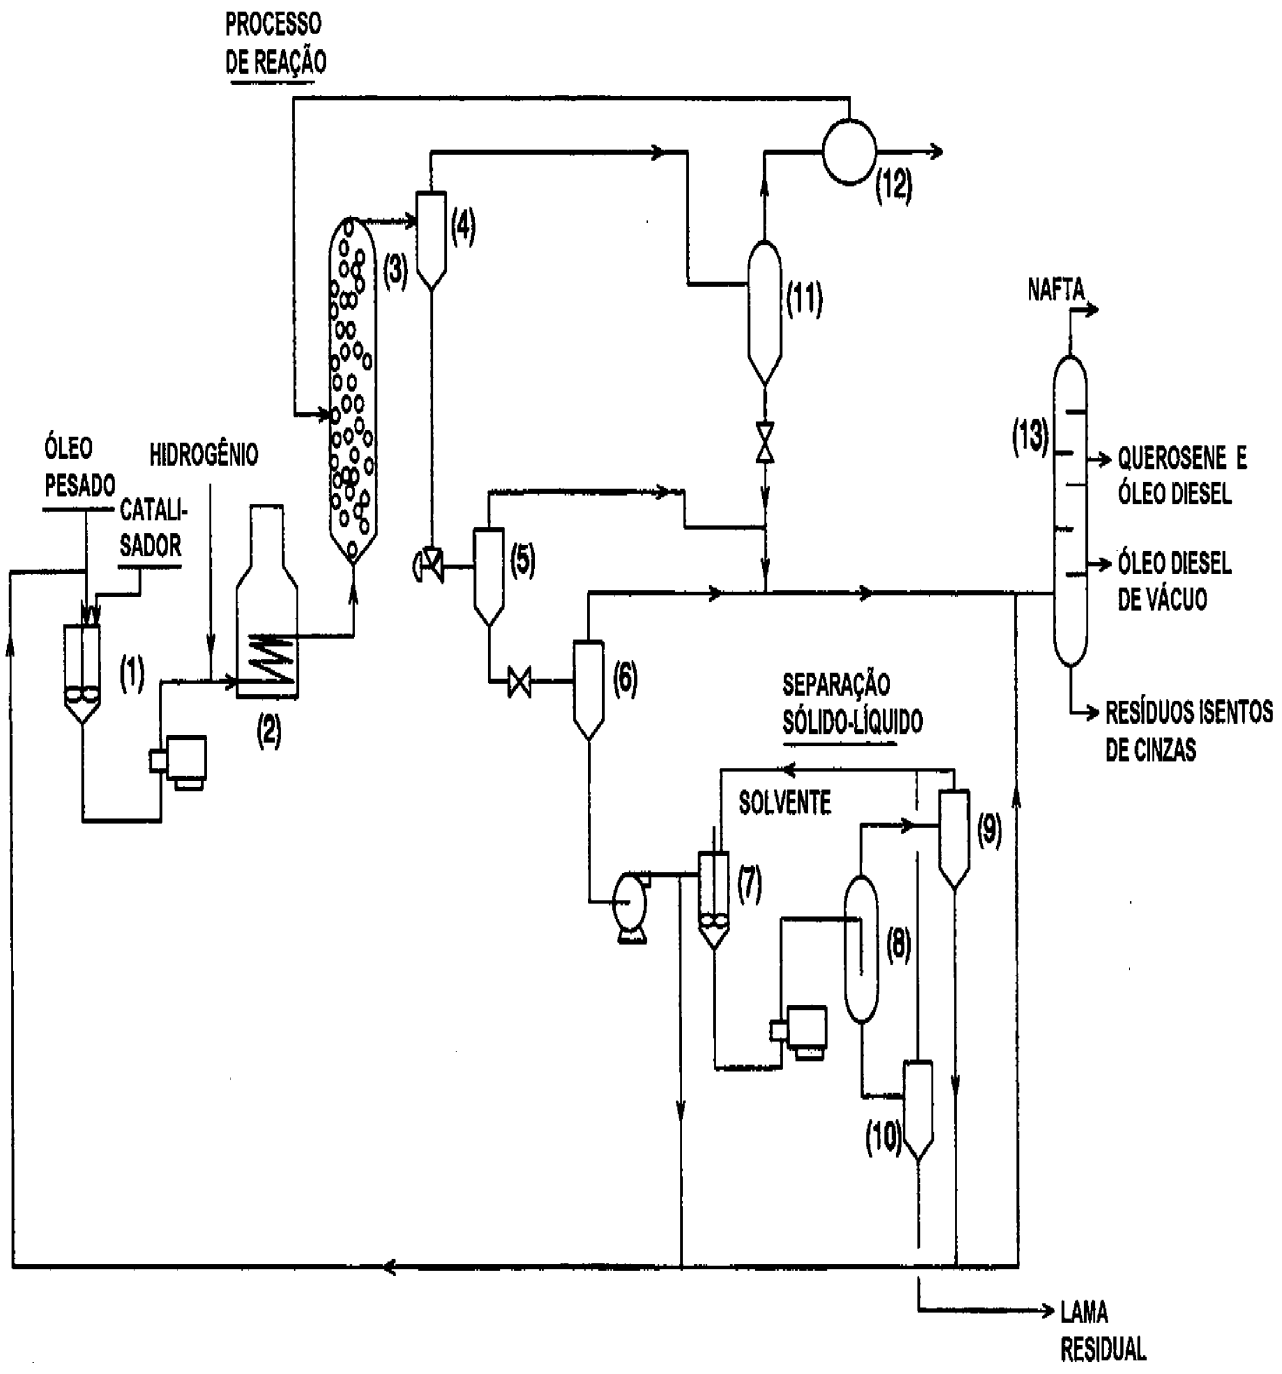 PROCESSO
DE REAÇÃO
(12)
(4)
(3)
(11)
NAFTA
(13)
ÓLEO
PESADO
HIDROGÊNIO
CATALI-
SADOR
QUEROSENE E
ÓLEO DIESEL
(5)
ÓLEO DIESEL
DE VÁCUO
(1)
(6)
(2)
SEPARAÇÃO
SÓLIDO-LÍQUIDO
RESÍDUOS ISENTOS
DE CINZAS
SOLVENTE
(9)
(7)
(8)
(10)
LAMA
RESIDUAL